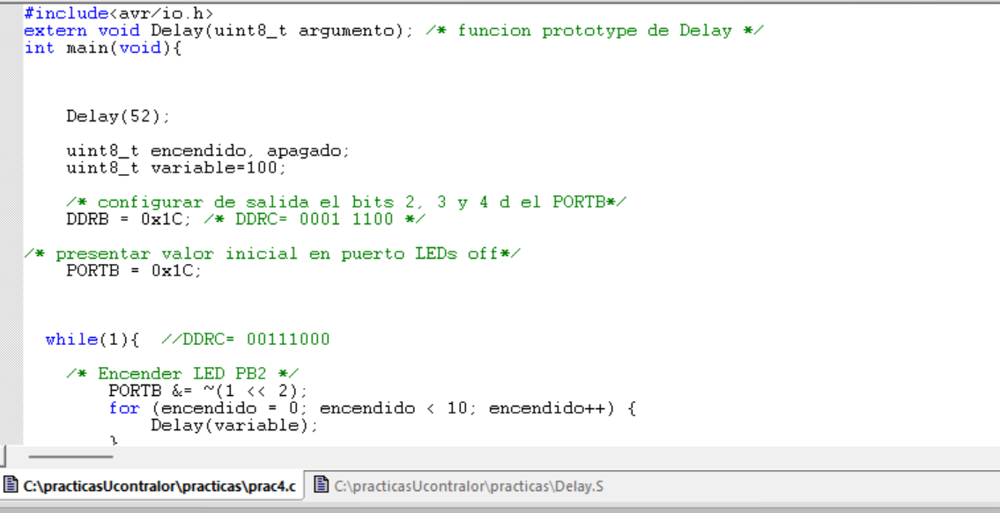 #include<avr/io.h>
extern void Delay(uint8_t argumento); /* funcion prototype de Delay */
int main(void){
Delay(52);
uint8_t encendido, apagado;
uint8_t variable=100;
/* configurar de salida el bits 2, 3 y 4 d el PORTB*/
DDRB = 0x1C; /* DDRC= 0001 1100 */
/* presentar valor inicial en puerto LEDs off*/
PORTB = 0x1C;
while(1){  //DDRC= 00111000
/* Encender LED PB2 */
PORTB &= ~(1 << 2);
for (encendido = 0; encendido < 10; encendido++) {
Delay(variable);
}
C:\practicasUcontralor\practicas\prac4.c C:\practicasUcontralor\practicas\Delay.S